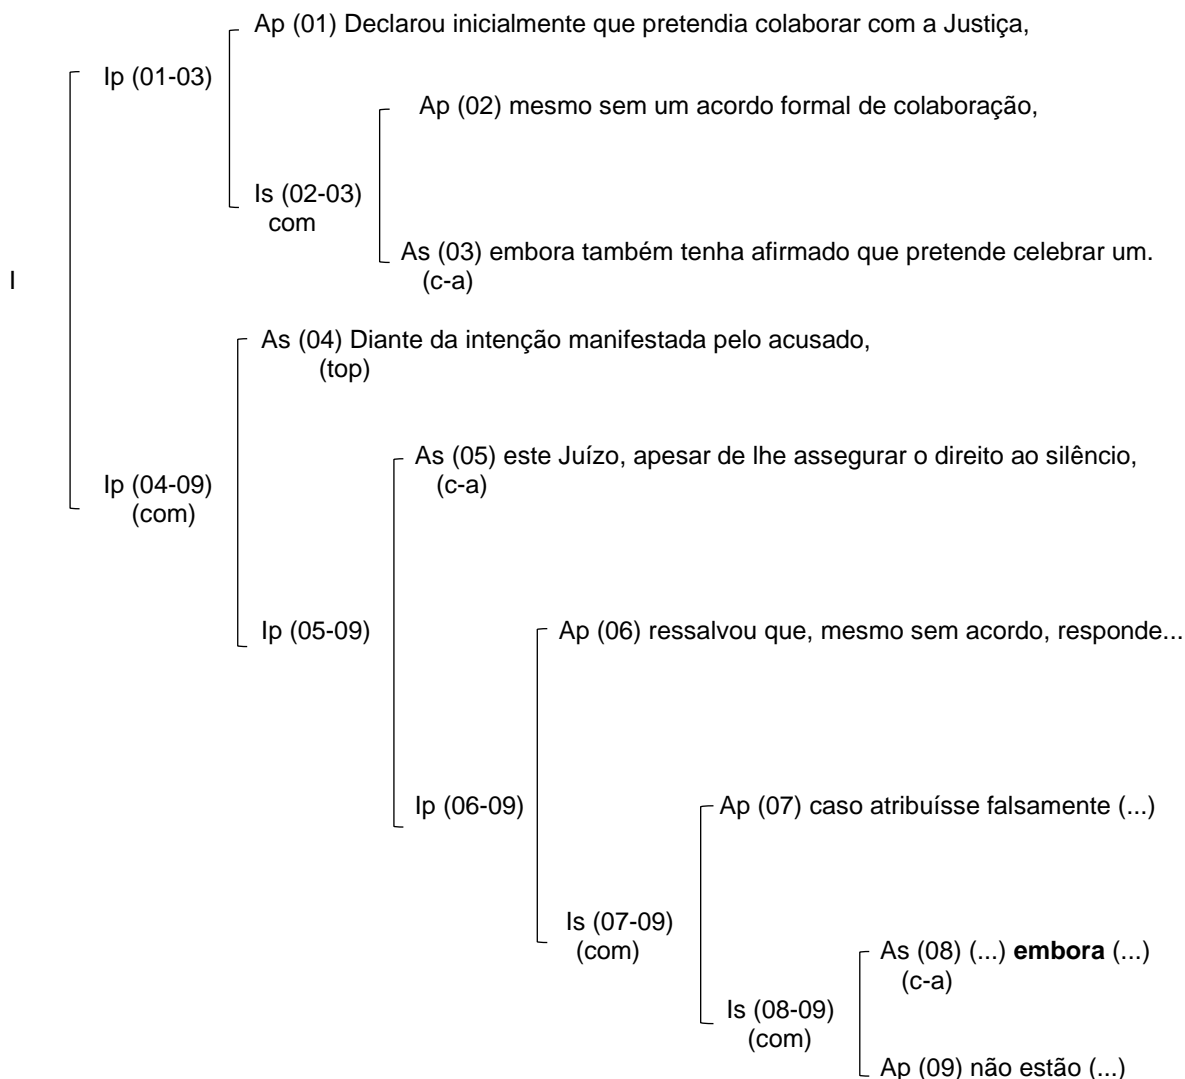 Ap (01) Declarou inicialmente que pretendia colaborar com a Justiça,
Ip (01-03)
Ap (02) mesmo sem um acordo formal de colaboração,
Is (02-03)
com
As (03) embora também tenha afirmado que pretende celebrar um.
(c-a)
I
As (04) Diante da intenção manifestada pelo acusado,
(top)
As (05) este Juízo, apesar de lhe assegurar o direito ao silêncio,
(c-a)
Ip (04-09)
(com)
Ip (05-09)
Ap (06) ressalvou que, mesmo sem acordo, responde...
Ip (06-09)
Ap (07) caso atribuísse falsamente (...)
Is (07-09)
(com)
As (08) (...) embora (...)
(c-a)
Is (08-09)
(com)
Ap (09) não estão (...)